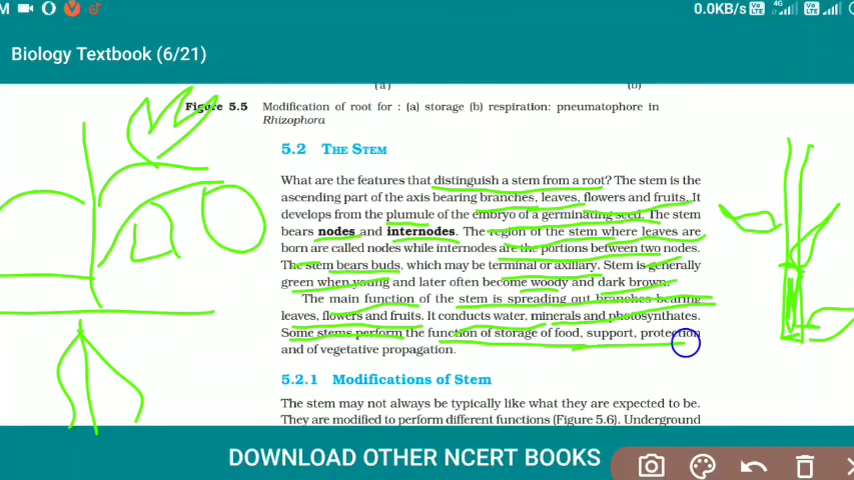 M
0.0KB/s Vo LTE 4G Vo LTE
Biology Textbook (6/21)
(a) (b)
Figure 5.5 Modification of root for : (a) storage (b) respiration: pneumatophore in
Rhizophora
5.2 THE STEM
What are the features that distinguish a stem from a root? The stem is the
ascending part of the axis bearing branches, leaves, flowers and fruits. It
develops from the plumule of the embryo of a germinating seed. The stem
bears nodes and internodes. The region of the stem where leaves are
born are called nodes while internodes are the portions between two nodes.
The stem bears buds, which may be terminal or axillary. Stem is generally
green when young and later often become woody and dark brown.
The main function of the stem is spreading out branches bearing
leaves, flowers and fruits. It conducts water, minerals and photosynthates.
Some stems perform the function of storage of food, support, protection
and of vegetative propagation.
5.2.1 Modifications of Stem
The stem may not always be typically like what they are expected to be.
They are modified to perform different functions (Figure 5.6). Underground
DOWNLOAD OTHER NCERT BOOKS